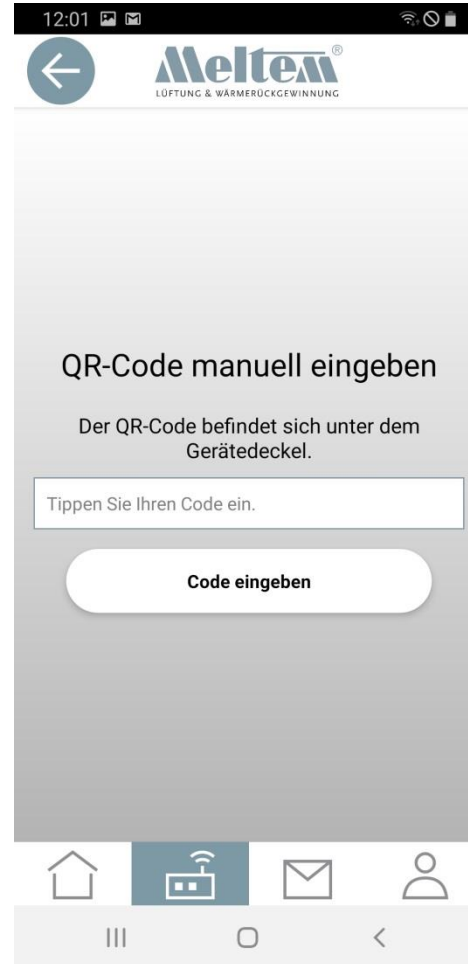 12:01
Meltem®
LÜFTUNG & WÄRMERÜCKGEWINNUNG
QR-Code manuell eingeben
Der QR-Code befindet sich unter dem
Gerätedeckel.
Tippen Sie Ihren Code ein.
Code eingeben